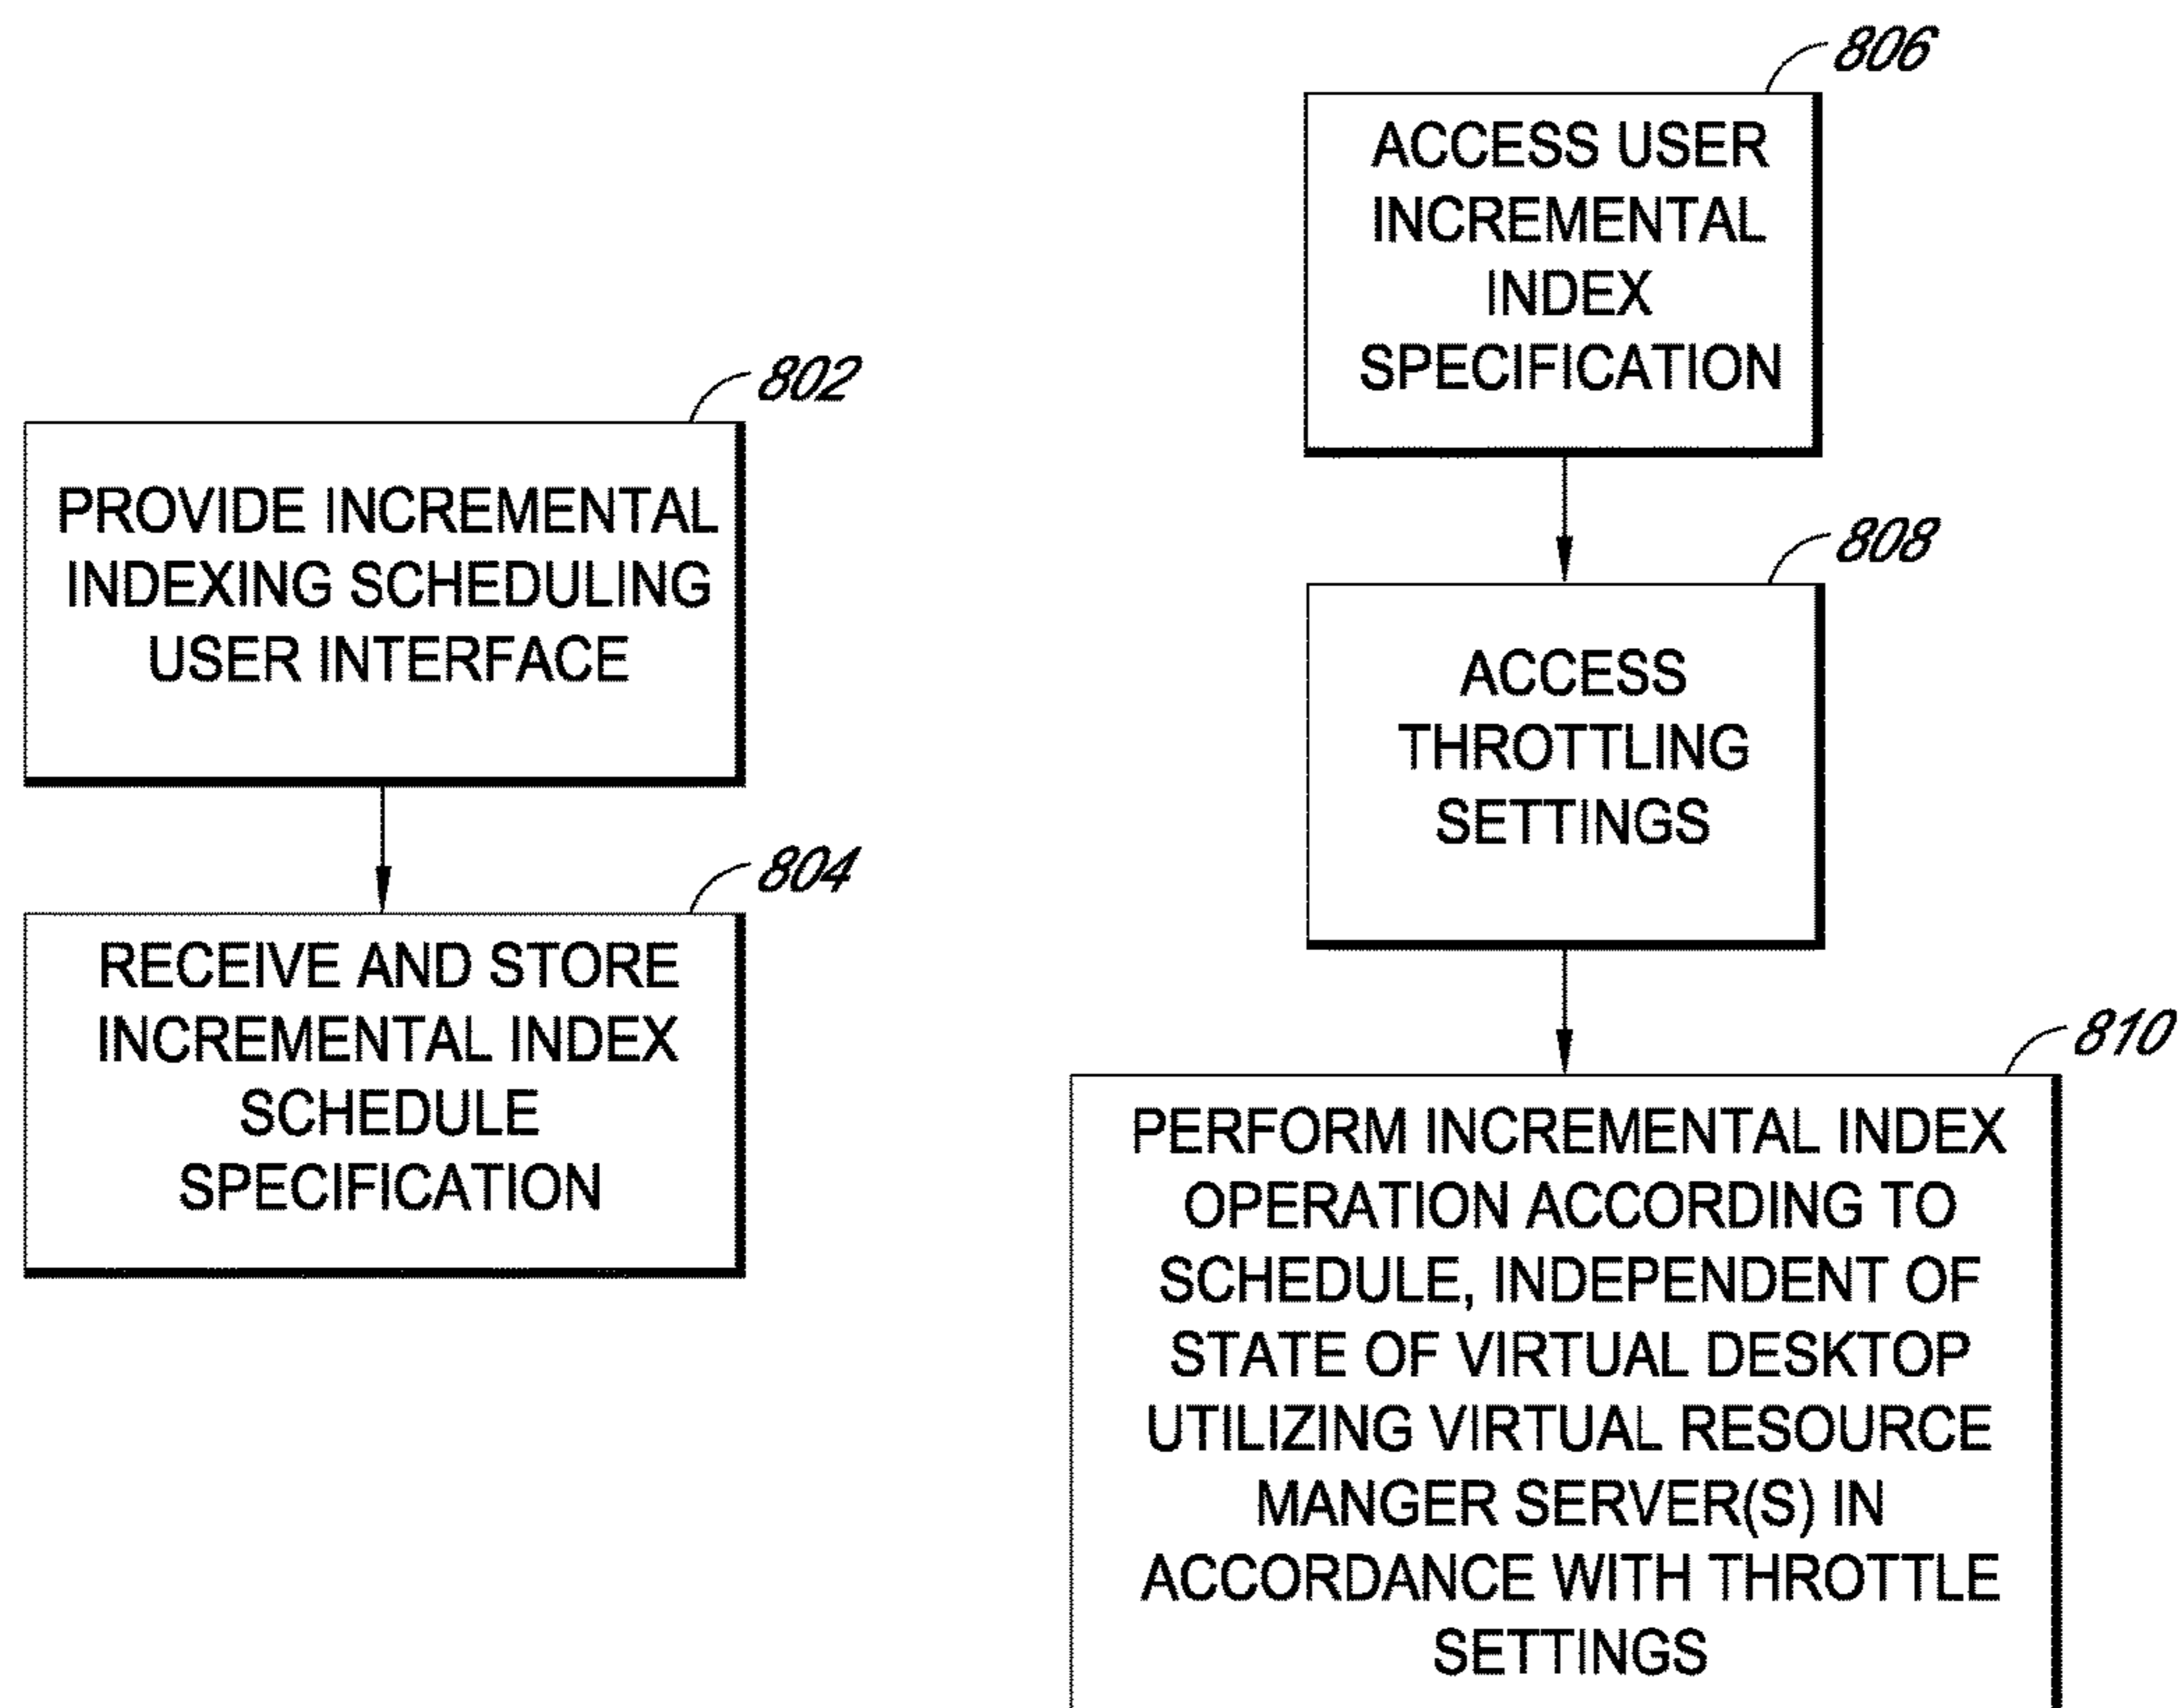 802
PROVIDE INCREMENTAL
INDEXING SCHEDULING
USER INTERFACE
804
RECEIVE AND STORE
INCREMENTAL INDEX
SCHEDULE
SPECIFICATION
806
ACCESS USER
INCREMENTAL
INDEX
SPECIFICATION
808
ACCESS
THROTTLING
SETTINGS
810
PERFORM INCREMENTAL INDEX
OPERATION ACCORDING TO
SCHEDULE, INDEPENDENT OF
STATE OF VIRTUAL DESKTOP
UTILIZING VIRTUAL RESOURCE
MANGER SERVER(S) IN
ACCORDANCE WITH THROTTLE
SETTINGS